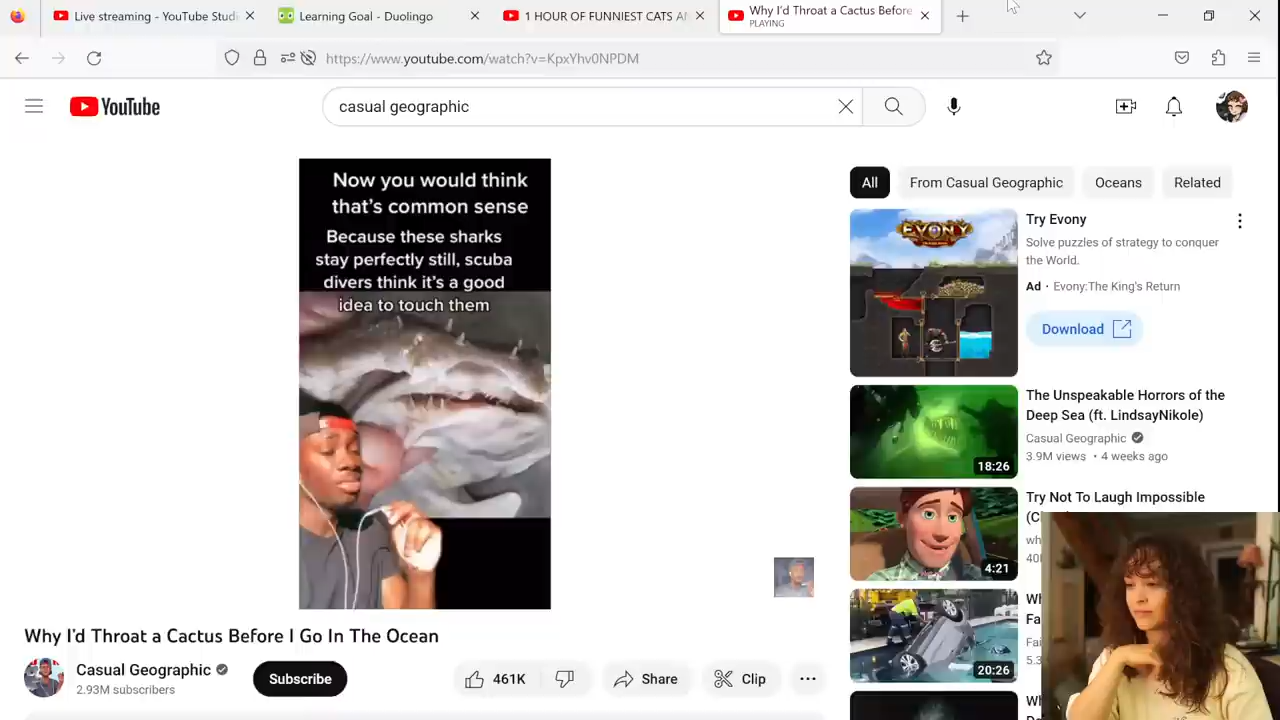 Live streaming - YouTube Studi
Learning Goal - Duolingo
1 HOUR OF FUNNIEST CATS A
Why I'd Throat a Cactus Before
PLAYING
https://www.youtube.com/watch?v=KpxYhv0NPDM
YouTube
casual geographic
Now you would think
that's common sense
Because these sharks
stay perfectly still, scuba
divers think it's a good
idea to touch them
Why I'd Throat a Cactus Before I Go In The Ocean
Casual Geographic
2.93M subscribers
Subscribe
461K
Share
Clip
All
From Casual Geographic
Oceans
Related
EVONY
Try Evony
Solve puzzles of strategy to conquer
the World.
Ad · Evony:The King's Return
Download
The Unspeakable Horrors of the
Deep Sea (ft. LindsayNikole)
Casual Geographic
3.9M views • 4 weeks ago
18:26
Try Not To Laugh Impossible
4:21
20:26